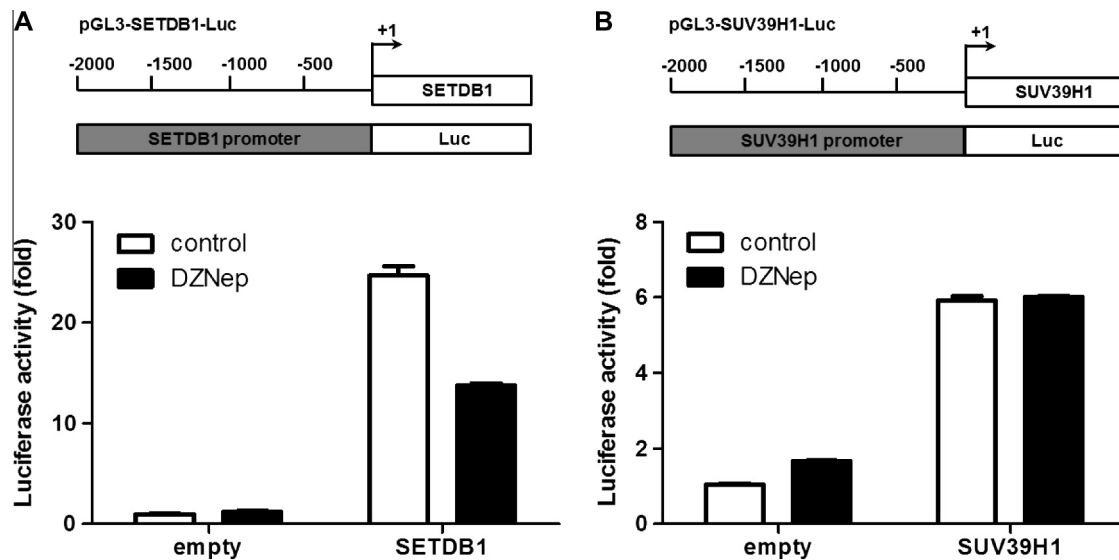 A
pGL3-SETDB1-Luc
+1
-2000 -1500 -1000 -500
SETDB1
SETDB1 promoter Luc
Luciferase activity (fold)
30
20
10
0
control
DZNep
empty SETDB1
B
pGL3-SUV39H1-Luc
+1
-2000 -1500 -1000 -500
SUV39H1
SUV39H1 promoter Luc
Luciferase activity (fold)
8
6
4
2
0
control
DZNep
empty SUV39H1